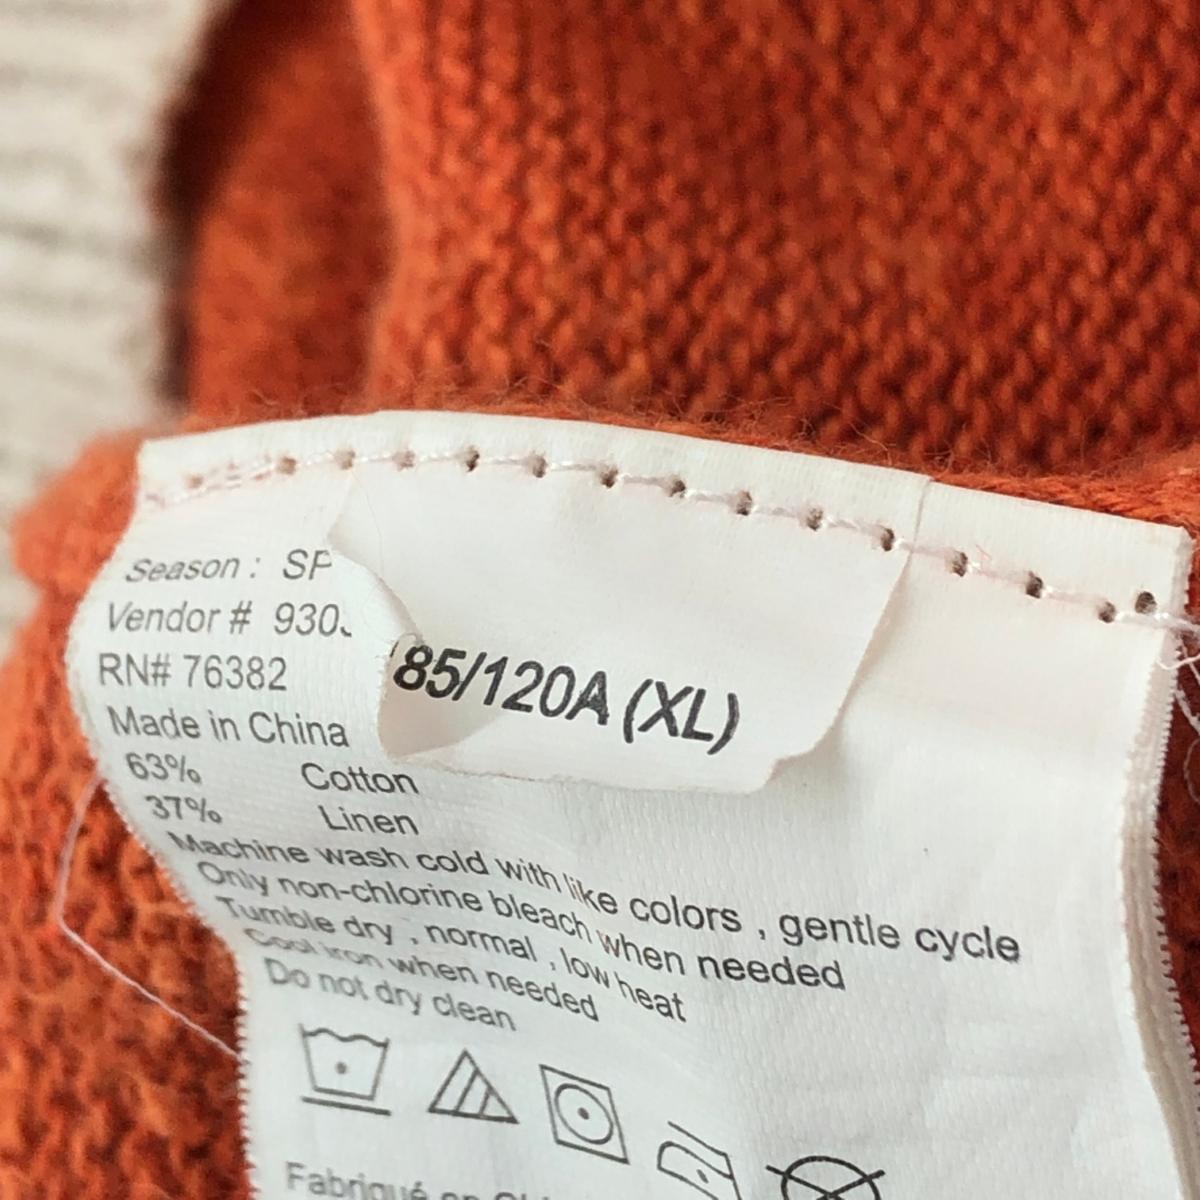 Season : SP
Vendor # 930
RN# 76382
Made in China
85/120A (XL)
63% Cotton
37% Linen
Machine wash cold with like colors , gentle cycle
Only non-chlorine bleach when needed
Tumble dry , normal , low heat
Cool iron when needed
Do not dry clean
Fabriqué en